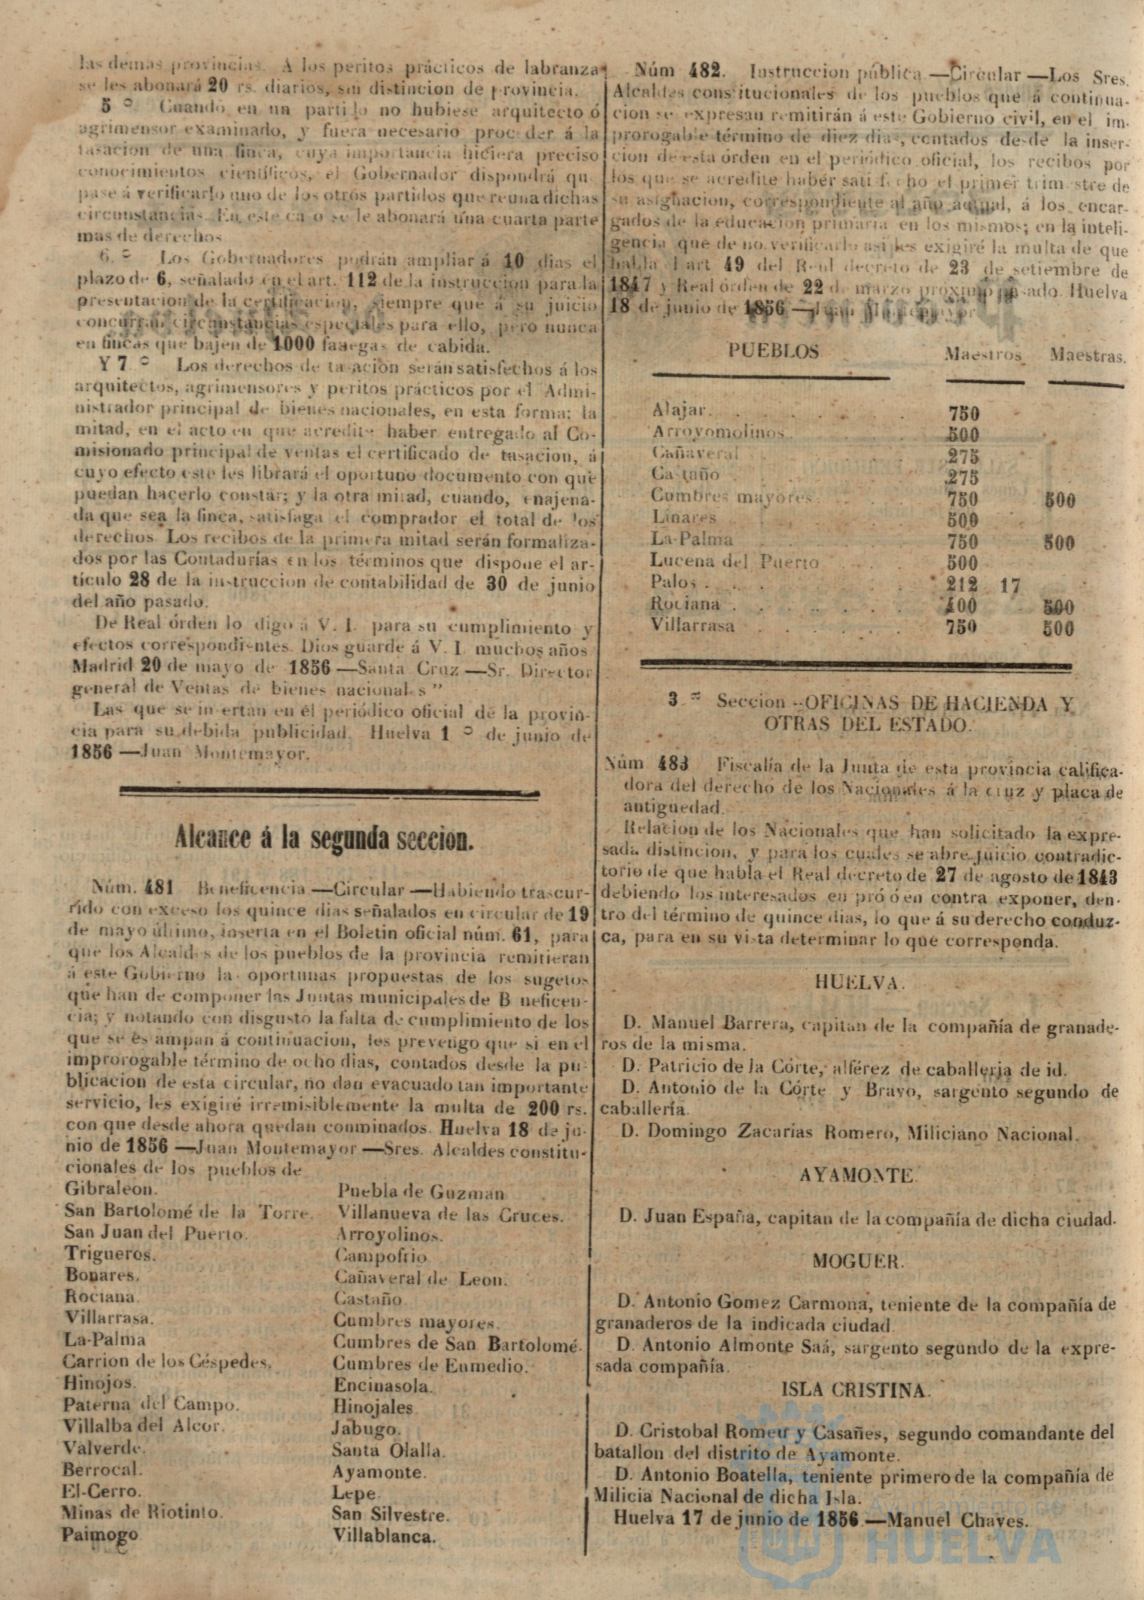 las demas provincias. A los peritos prácticos de labranza
se les abonará 20 rs. diarios, sin distincion de provincia.
5 º Cuando en un partido no hubiese arquitecto ó
agrimensor examinado, y fuera necesario proc der á la
tasacion de una finca, cuya importancia hiciera preciso
conocimientos científicos, el Gobernador dispondrá qu
pase á verificarlo uno de los otros partidos que reuna dichas
circunstancias. En este ca o se le abonará una cuarta parte
mas de derechos
6. º Los Gobernadores podrán ampliar á 10 dias el
plazo de 6, señalado en el art. 112 de la instruccion para la
presentacion de la certificacion, siempre que á su juicio
concurran circunstancias especiales para ello, pero nunca
en fincas que bajen de 1000 fanegas de cabida.
Y 7 º Los derechos de ta acion serán satisfechos á los
arquitectos, agrimensores y peritos prácticos por el Admi-
nistrador principal de bienes nacionales, en esta forma: la
mitad, en el acto en que acredite haber entregado al Co-
misionado principal de ventas el certificado de tasacion, á
cuyo efecto este les librará el oportuno documento con que
puedan hacerlo constar; y la otra mitad, cuando, enajena-
da que sea la finca, satisfaga el comprador el total de los
derechos. Los recibos de la primera mitad serán formaliza-
dos por las Contadurías en los términos que dispone el ar-
tículo 28 de la instruccion de contabilidad de 30 de junio
del año pasado.
De Real órden lo digo á V. I. para su cumplimiento y
efectos correspondientes. Dios guarde á V. I. muchos años
Madrid 20 de mayo de 1856 —Santa Cruz —Sr. Director
general de Ventas de bienes nacional s "
Las que se in ertan en el periódico oficial de la provin-
cia para su debida publicidad. Huelva 1 º de junio de
1856 —Juan Montemayor.
Alcance á la segunda seccion.
Núm. 481 Beneficencia —Circular —Habiendo trascur-
rido con exceso los quince dias señalados en circular de 19
de mayo último, inserta en el Boletin oficial núm. 61, para
que los Alcaldes de los pueblos de la provincia remitieran
á este Gobierno la oportunas propuestas de los sugetos
que han de componer las Juntas municipales de B neficen-
cia; y notando con disgusto la falta de cumplimiento de los
que se es ampan á continuacion, les prevengo que si en el
improrogable término de ocho dias, contados desde la pu-
blicacion de esta circular, no dan evacuado tan importante
servicio, les exigiré irremisiblemente la multa de 200 rs.
con que desde ahora quedan conminados. Huelva 18 de ju-
nio de 1856 —Juan Montemayor —Sres. Alcaldes constitu-
cionales de los pueblos de
Gibraleon.
San Bartolomé de la Torre.
San Juan del Puerto.
Trigueros.
Bonares.
Rociana.
Villarrasa.
La-Palma
Carrion de los Céspedes.
Hinojos.
Paterna del Campo.
Villalba del Alcor.
Valverde.
Berrocal.
El-Cerro.
Minas de Riotinto.
Paimogo
Puebla de Guzman
Villanueva de las Cruces.
Arroyolinos.
Campofrio
Cañaveral de Leon.
Castaño
Cumbres mayores.
Cumbres de San Bartolomé.
Cumbres de Enmedio.
Encinasola.
Hinojales
Jabugo.
Santa Olalla.
Ayamonte.
Lepe
San Silvestre.
Villablanca.
Núm 482. Instruccion pública —Circular —Los Sres.
Alcaldes constitucionales de los pueblos que á continua-
cion se expresan remitirán á este Gobierno civil, en el im-
prorogable término de diez dias, contados desde la inser-
cion de esta órden en el periódico oficial, los recibos por
los que se acredite haber sati fecho el primer trimestre de
su asignacion, correspondiente al año actual, á los encar-
gados de la educacion primaria en los mismos; en la inteli-
gencia que de no verificarlo asi les exigiré la multa de que
habla l art 49 del Real decreto de 23 de setiembre de
1847 y Real órden de 22 de marzo próximo pasado. Huelva
18 de junio de 1856 —Juan Montemayor
PUEBLOS Maestros Maestras.
Alajar. . . . . . . 750
Arroyomolinos. . . . . 500
Cañaveral . . . . . 275
Castaño . . . . . 275
Cumbres mayores . . . . 750 500
Linares . . . . . 500
La-Palma . . . . . 750 500
Lucena del Puerto . . . . 500
Palos . . . . . . 212 17
Rociana . . . . . . 400 500
Villarrasa . . . . . 750 500
3 ª Seccion -OFICINAS DE HACIENDA Y
OTRAS DEL ESTADO.
Núm 483 Fiscalía de la Junta de esta provincia califica-
dora del derecho de los Nacionales á la cruz y placa de
antiguedad.
Relacion de los Nacionales que han solicitado la expre-
sada distincion, y para los cuales se abre juicio contradic-
torio de que habla el Real decreto de 27 de agosto de 1843
debiendo los interesados en pró ó en contra exponer, den-
tro del término de quince dias, lo que á su derecho conduz-
ca, para en su vista determinar lo que corresponda.
HUELVA.
D. Manuel Barrera, capitan de la compañía de granade-
ros de la misma.
D. Patricio de la Córte, alférez de caballeria de id.
D. Antonio de la Córte y Bravo, sargento segundo de
caballería.
D. Domingo Zacarías Romero, Miliciano Nacional.
AYAMONTE
D. Juan España, capitan de la compañía de dicha ciudad.
MOGUER.
D. Antonio Gomez Carmona, teniente de la compañía de
granaderos de la indicada ciudad
D. Antonio Almonte Saá, sargento segundo de la expre-
sada compañía.
ISLA CRISTINA.
D. Cristobal Romeu y Casañes, segundo comandante del
batallon del distrito de Ayamonte.
D. Antonio Boatella, teniente primero de la compañía de
Milicia Nacional de dicha Isla.
Huelva 17 de junio de 1856 —Manuel Chaves.
Ayuntamiento de
HUELVA